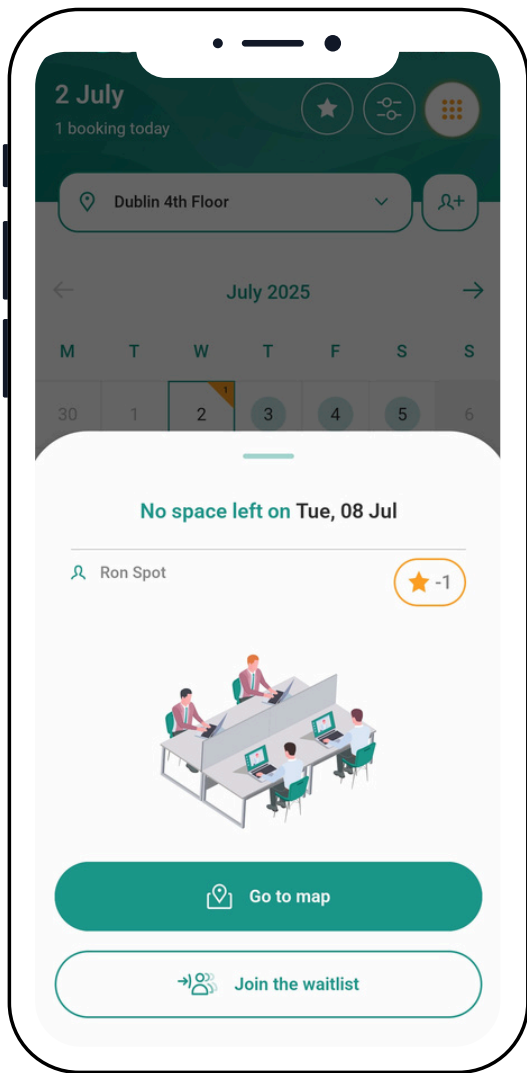 2 July
1 booking today
Dublin 4th Floor
July 2025
M T W T F S S
30 1 2 1 3 4 5 6
No space left on Tue, 08 Jul
Ron Spot
-1
Go to map
Join the waitlist